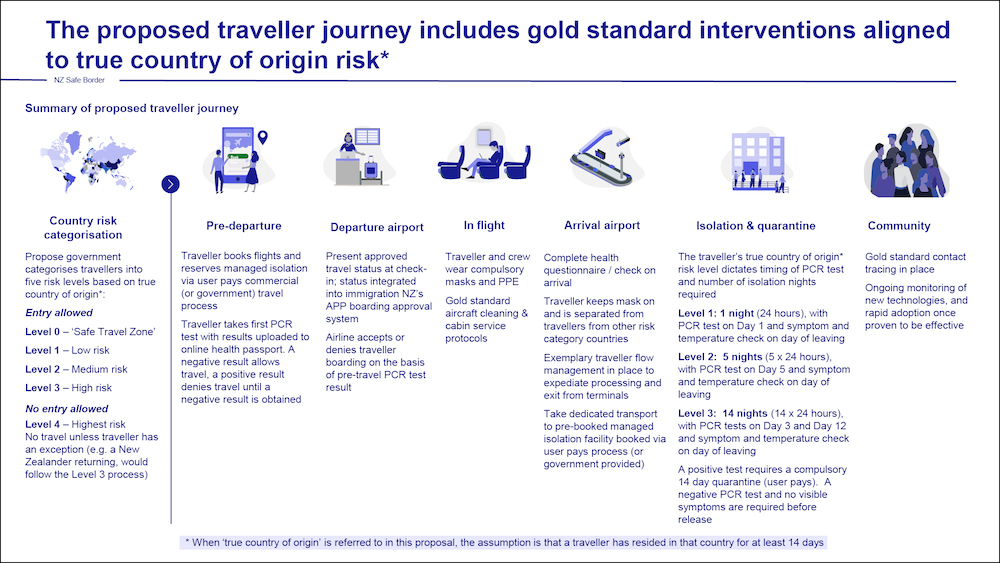 The proposed traveller journey includes gold standard interventions aligned
to true country of origin risk*
NZ Safe Border
Summary of proposed traveller journey
Country risk
categorisation
Propose government
categorises travellers into
five risk levels based on true
country of origin*:
Entry allowed
Level 0 – ‘Safe Travel Zone’
Level 1 – Low risk
Level 2 – Medium risk
Level 3 – High risk
No entry allowed
Level 4 – Highest risk
No travel unless traveller has
an exception (e.g. a New
Zealander returning, would
follow the Level 3 process)
Pre-departure
Traveller books flights and
reserves managed isolation
via user pays commercial
(or government) travel
process
Traveller takes first PCR
test with results uploaded to
online health passport. A
negative result allows
travel, a positive result
denies travel until a
negative result is obtained
Departure airport
Present approved
travel status at check-
in; status integrated
into immigration NZ’s
APP boarding approval
system
Airline accepts or
denies traveller
boarding on the basis
of pre-travel PCR test
result
In flight
Traveller and crew
wear compulsory
masks and PPE
Gold standard
aircraft cleaning &
cabin service
protocols
Arrival airport
Complete health
questionnaire / check on
arrival
Traveller keeps mask on
and is separated from
travellers from other risk
category countries
Exemplary traveller flow
management in place to
expediate processing and
exit from terminals
Take dedicated transport
to pre-booked managed
isolation facility booked via
user pays process (or
government provided)
Isolation & quarantine
The traveller’s true country of origin*
risk level dictates timing of PCR test
and number of isolation nights
required
Level 1: 1 night (24 hours), with
PCR test on Day 1 and symptom and
temperature check on day of leaving
Level 2: 5 nights (5 x 24 hours),
with PCR test on Day 5 and symptom
and temperature check on day of
leaving
Level 3: 14 nights (14 x 24 hours),
with PCR tests on Day 3 and Day 12
and symptom and temperature check
on day of leaving
A positive test requires a compulsory
14 day quarantine (user pays). A
negative PCR test and no visible
symptoms are required before
release
Community
Gold standard contact
tracing in place
Ongoing monitoring of
new technologies, and
rapid adoption once
proven to be effective
* When ‘true country of origin’ is referred to in this proposal, the assumption is that a traveller has resided in that country for at least 14 days